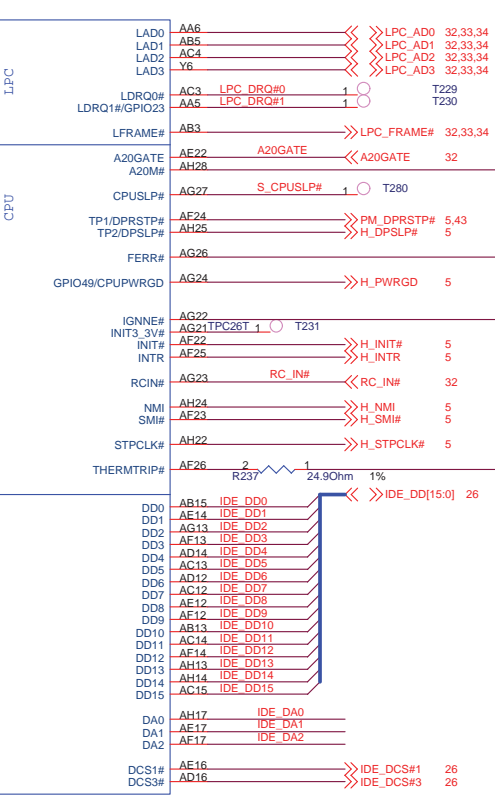 LPC
LAD0 AA6 LPC_AD0 32,33,34
LAD1 AB5 LPC_AD1 32,33,34
LAD2 AC4 LPC_AD2 32,33,34
LAD3 Y6 LPC_AD3 32,33,34
LDRQ0# AC3 LPC_DRQ#0 1 T229
LDRQ1#/GPIO23 AA5 LPC_DRQ#1 1 T230
LFRAME# AB3 LPC_FRAME# 32,33,34
CPU
A20GATE AE22 A20GATE A20GATE 32
A20M# AH28
CPUSLP# AG27 S_CPUSLP# 1 T280
TP1/DPRSTP# AF24 PM_DPRSTP# 5,43
TP2/DPSLP# AH25 H_DPSLP# 5
FERR# AG26
GPIO49/CPUPWRGD AG24 H_PWRGD 5
IGNNE# AG22
INIT3_3V# AG21 TPC26T 1 T231
INIT# AF22 H_INIT# 5
INTR AF25 H_INTR 5
RCIN# AG23 RC_IN# RC_IN# 32
NMI AH24 H_NMI 5
SMI# AF23 H_SMI# 5
STPCLK# AH22 H_STPCLK# 5
THERMTRIP# AF26 2 1
R237 24.9Ohm 1%
IDE_DD[15:0] 26
DD0 AB15 IDE_DD0
DD1 AE14 IDE_DD1
DD2 AG13 IDE_DD2
DD3 AF13 IDE_DD3
DD4 AD14 IDE_DD4
DD5 AC13 IDE_DD5
DD6 AD12 IDE_DD6
DD7 AC12 IDE_DD7
DD8 AE12 IDE_DD8
DD9 AF12 IDE_DD9
DD10 AB13 IDE_DD10
DD11 AC14 IDE_DD11
DD12 AF14 IDE_DD12
DD13 AH13 IDE_DD13
DD14 AH14 IDE_DD14
DD15 AC15 IDE_DD15
DA0 AH17 IDE_DA0
DA1 AE17 IDE_DA1
DA2 AF17 IDE_DA2
DCS1# AE16 IDE_DCS#1 26
DCS3# AD16 IDE_DCS#3 26